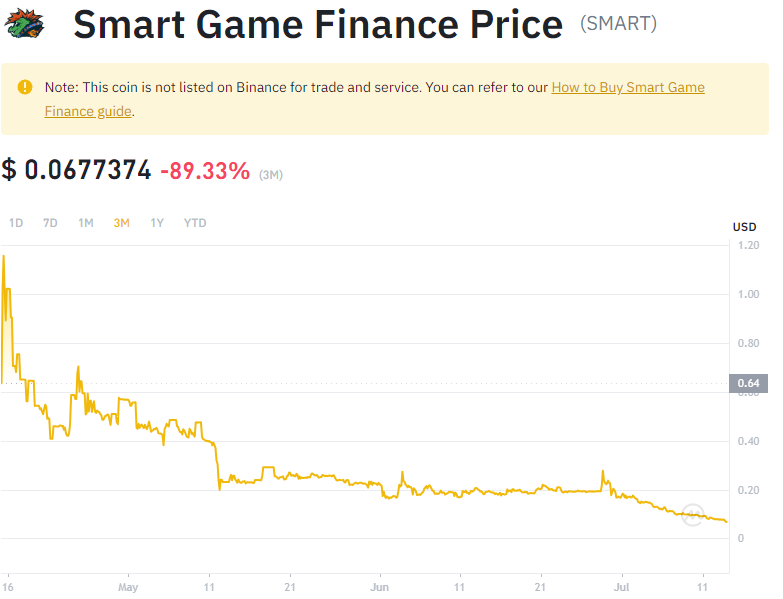 Smart Game Finance Price (SMART)
Note: This coin is not listed on Binance for trade and service. You can refer to our How to Buy Smart Game
Finance guide.
$ 0.0677374 -89.33% (3M)
1D 7D 1M 3M 1Y YTD
USD
1.20
1.00
0.80
0.64
0.60
0.40
0.20
0
16 May 11 21 Jun 11 21 Jul 11